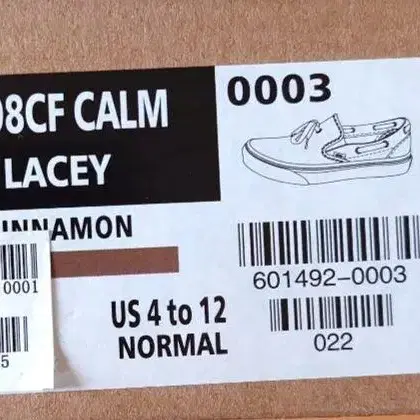 08CF CALM
LACEY
0003
INNAMON
601492-0003
0001
US 4 to 12
NORMAL
022
5